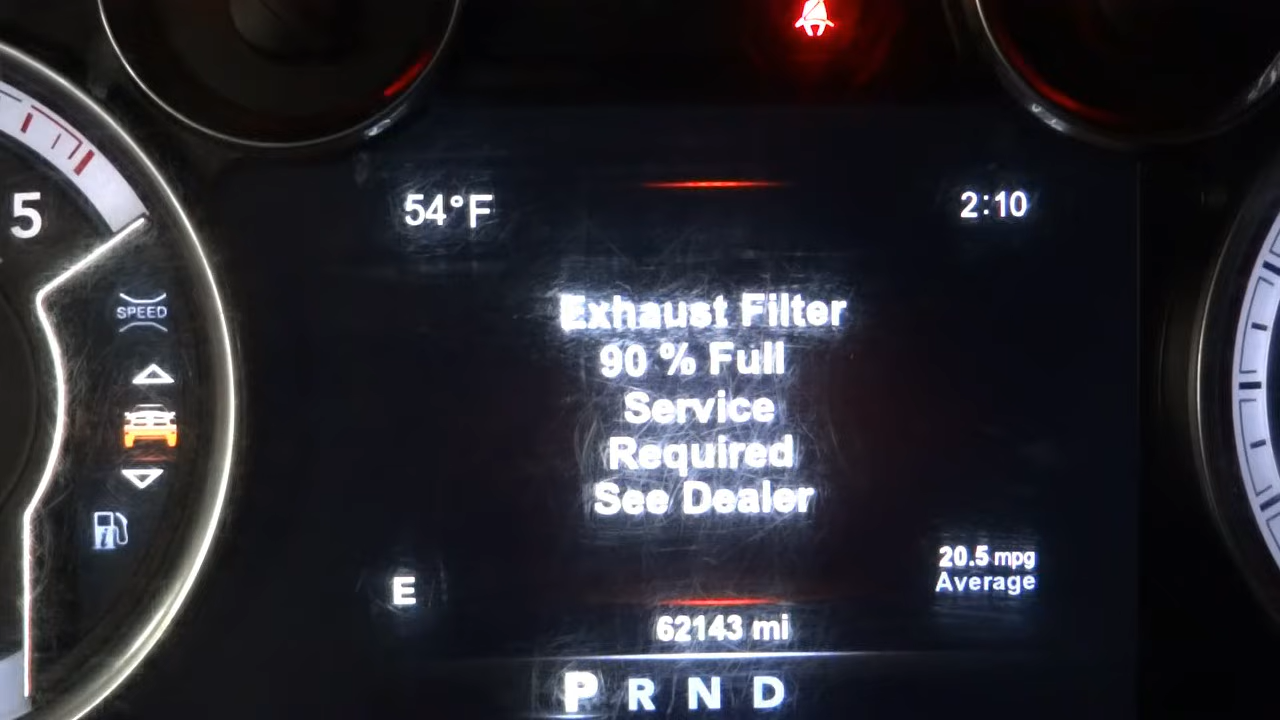 54°F
2:10
5
SPEED
Exhaust Filter
90 % Full
Service
Required
See Dealer
20.5 mpg
Average
E
62143 mi
P R N D